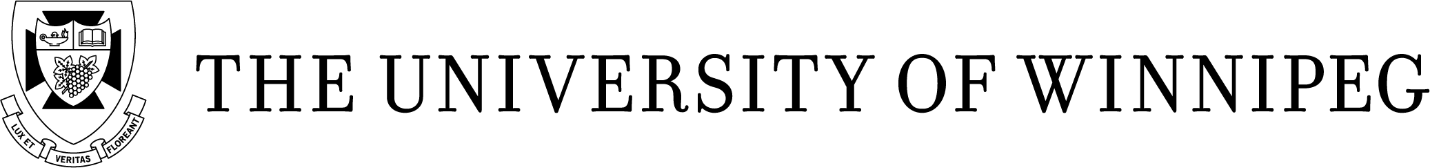 THE UNIVERSITY OF WINNIPEG
LUX ET VERITAS FLOREANT